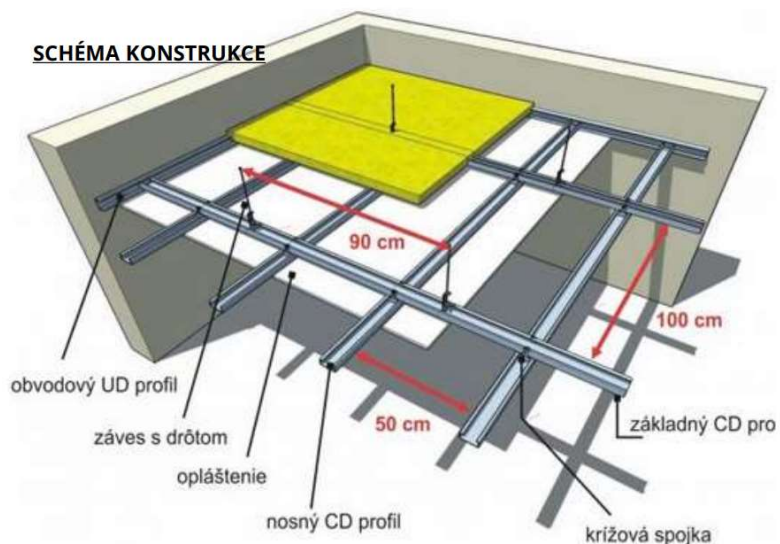 SCHÉMA KONSTRUKCE
90 cm
100 cm
50 cm
obvodový UD profil
záves s drôtom
opláštenie
nosný CD profil
základný CD pro
krížová spojka